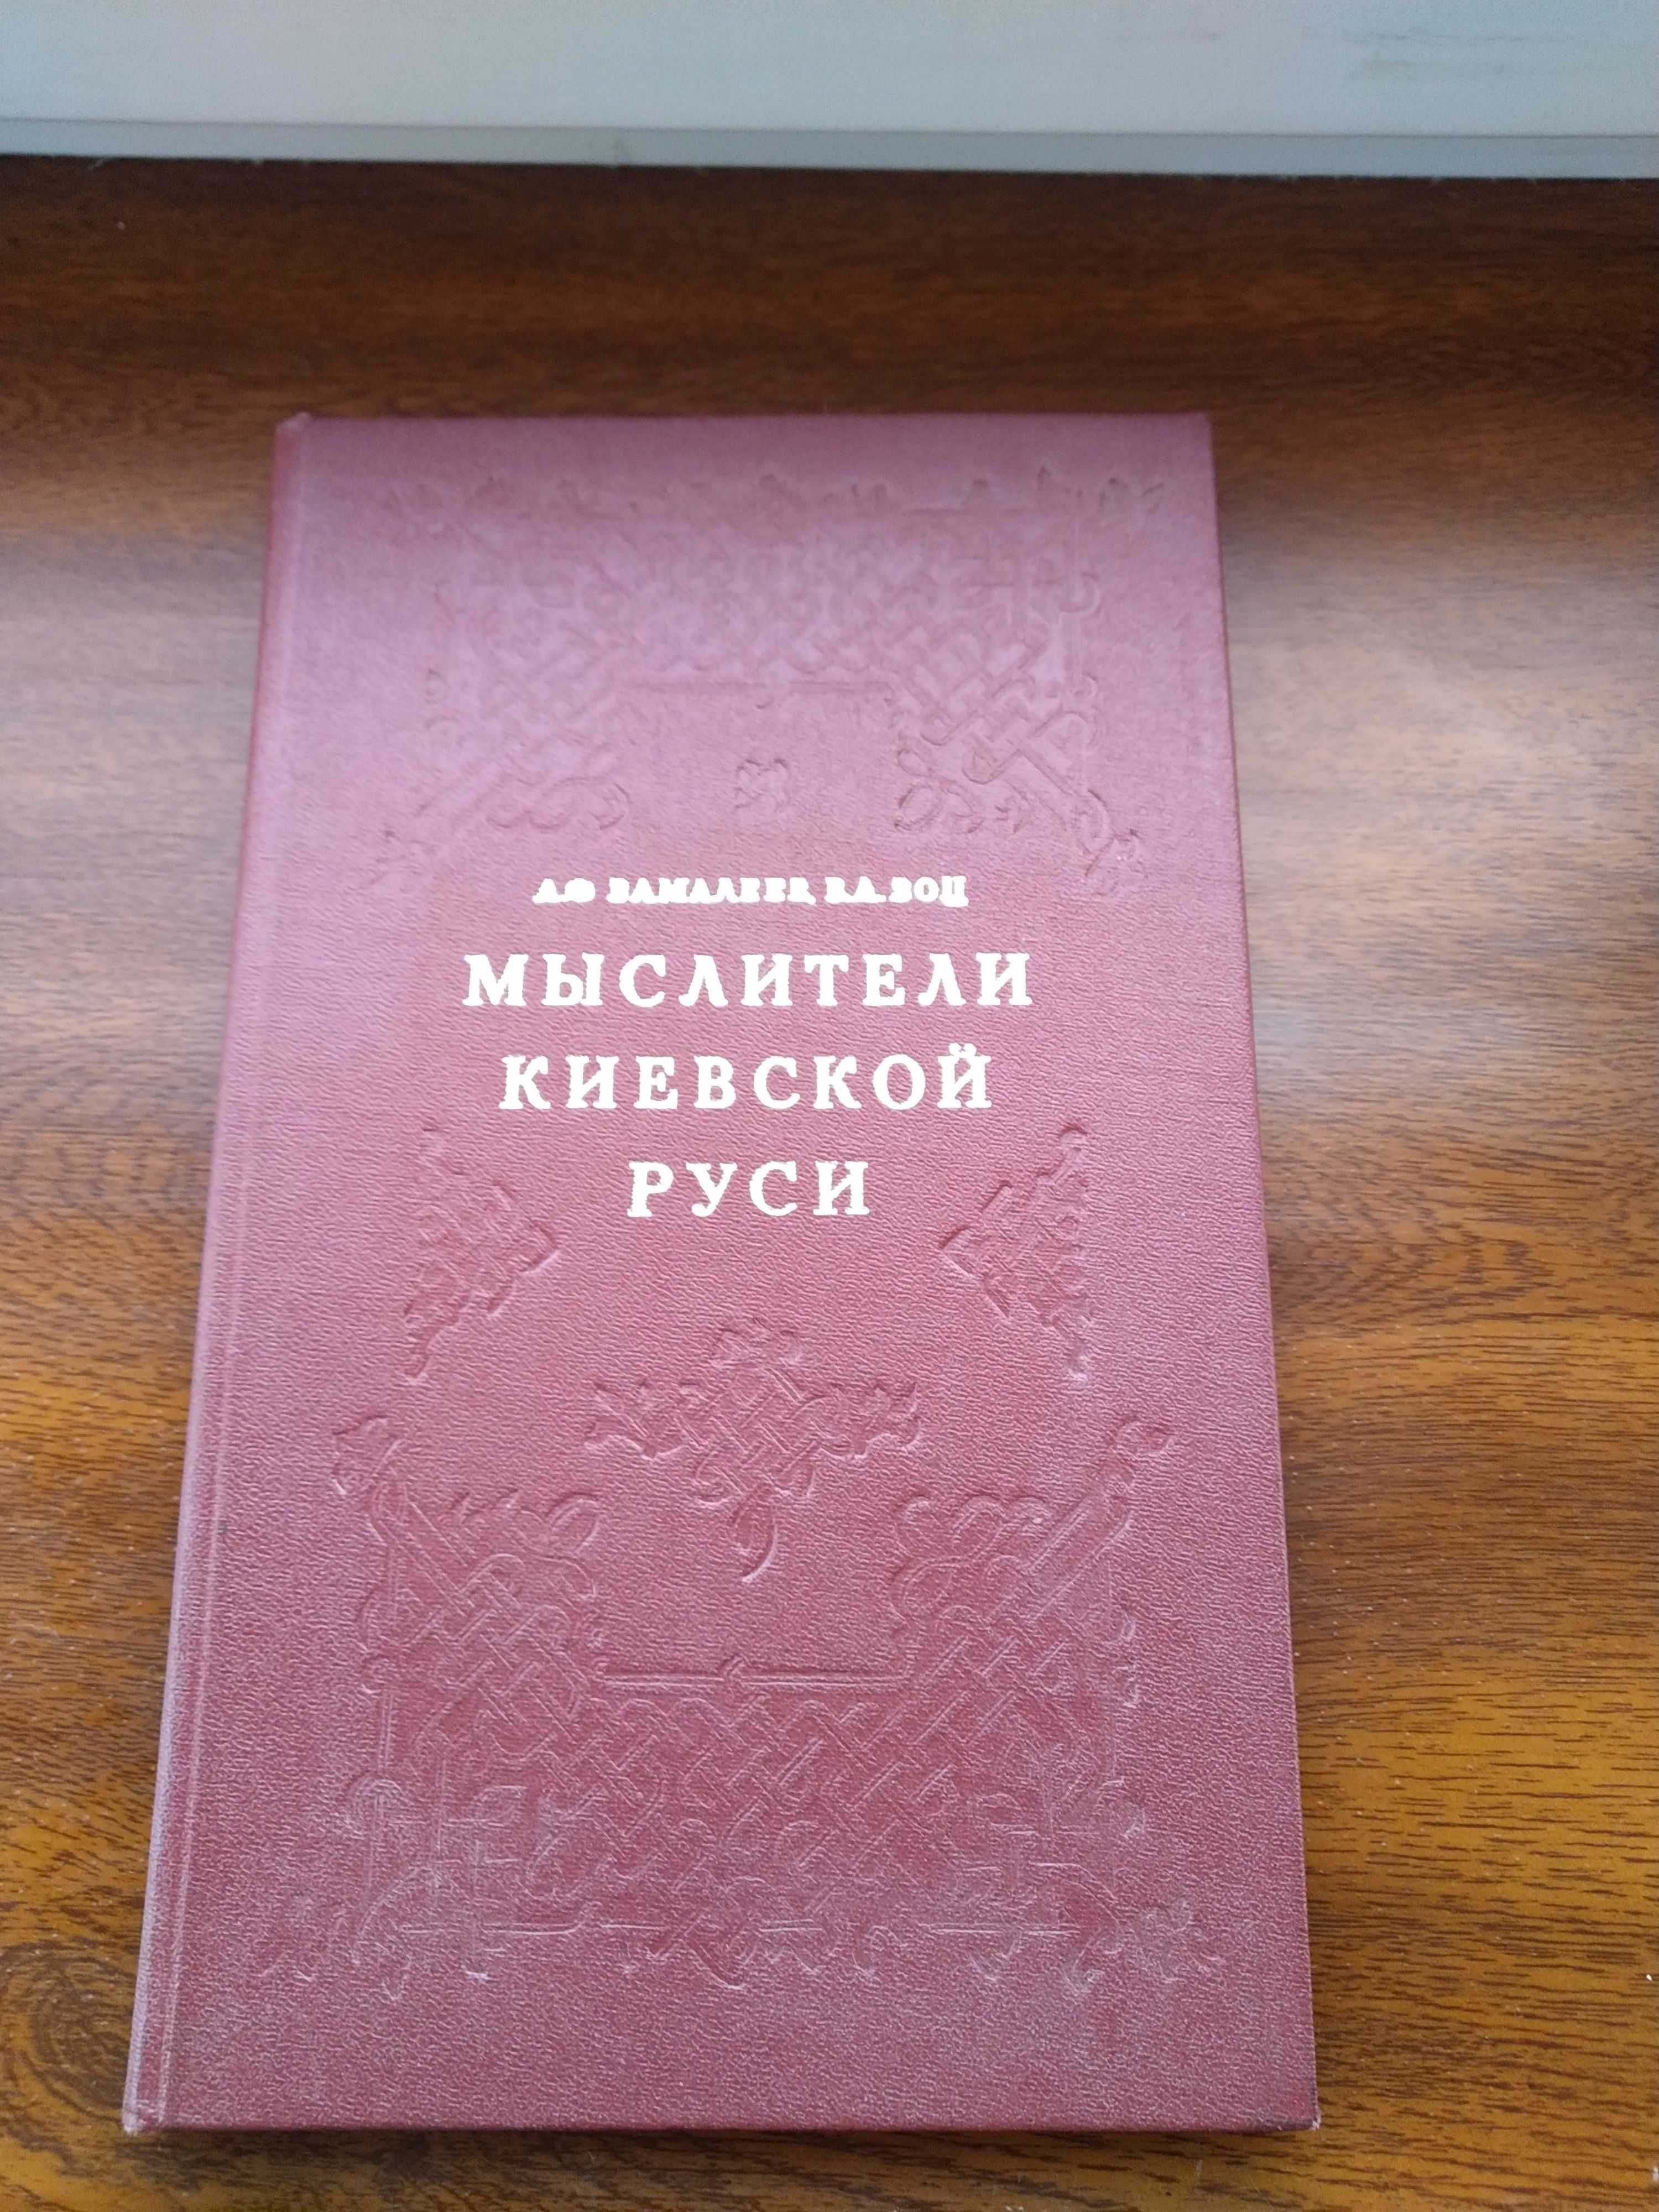 А.Ф. ЗАМАЛЕЕВ, В.А. ЗОЦ
МЫСЛИТЕЛИ
КИЕВСКОЙ
РУСИ